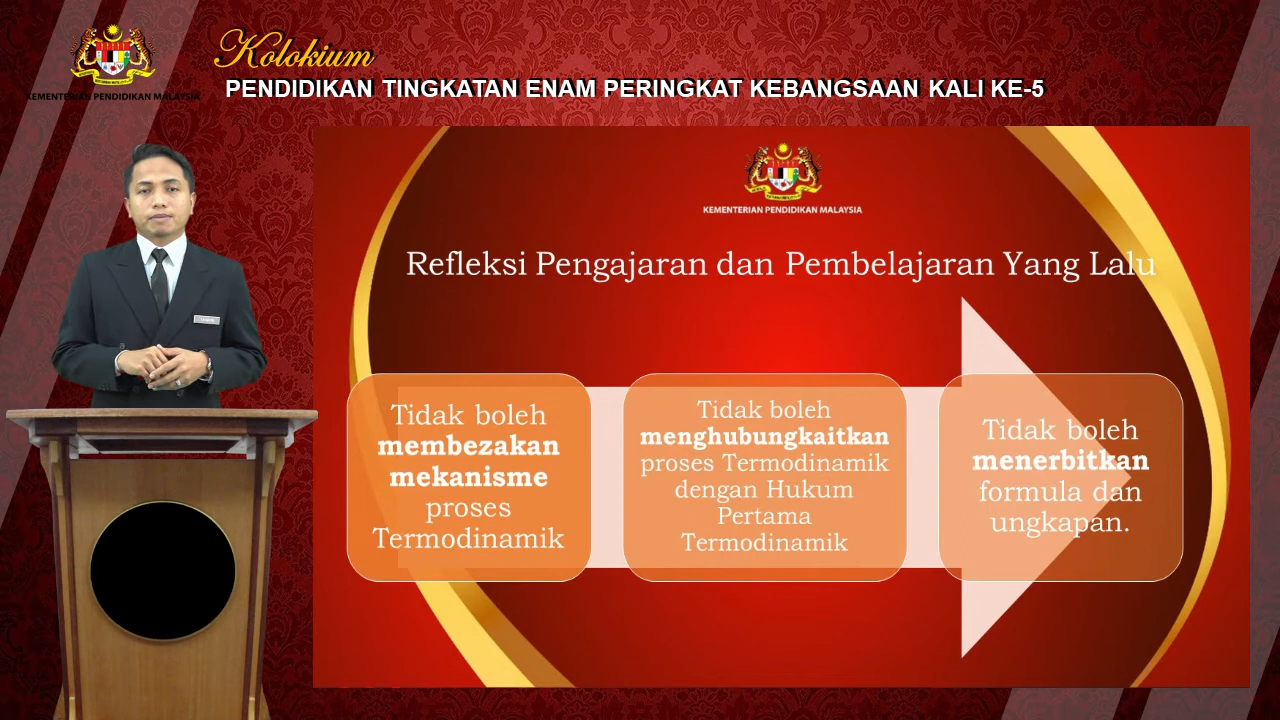 Kolokium
PENDIDIKAN TINGKATAN ENAM PERINGKAT KEBANGSAAN KALI KE-5
KEMENTERIAN PENDIDIKAN MALAYSIA
KEMENTERIAN PENDIDIKAN MALAYSIA
Refleksi Pengajaran dan Pembelajaran Yang Lalu
Tidak boleh
membezakan
mekanisme
proses
Termodinamik
Tidak boleh
menghubungkaitkan
proses Termodinamik
dengan Hukum
Pertama
Termodinamik
Tidak boleh
menerbitkan
formula dan
ungkapan.